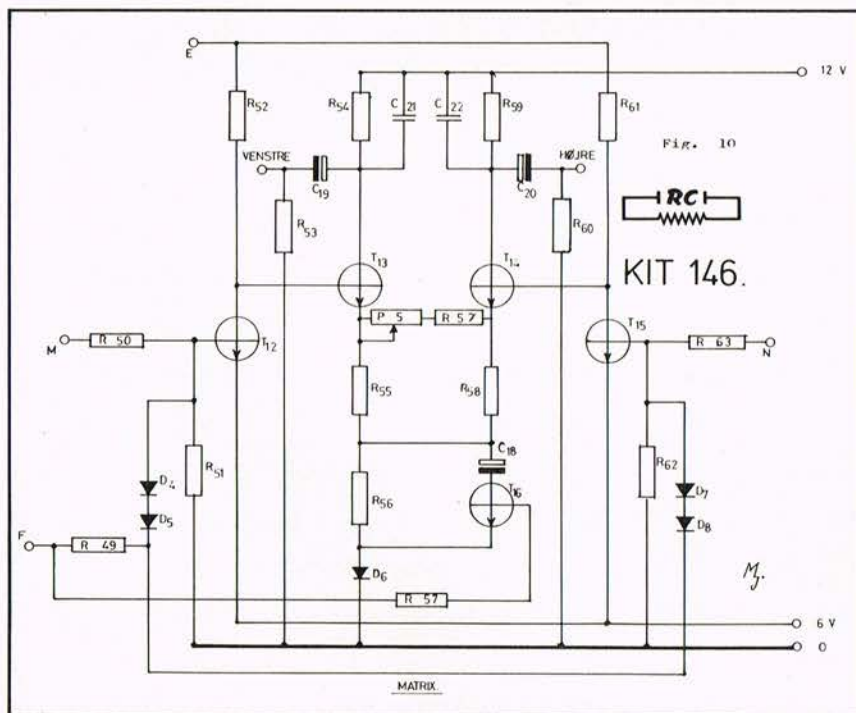 E
12 V
R52
R54
C 21
C 22
R59
R61
Fig. 10
VENSTRE
HØJRE
C19
C20
RC
R53
R60
KIT 146.
T13
T14
P 5
R 57
T15
M
R 50
T12
R 63
N
R55
R58
C18
R51
R62
D4
R56
T16
D7
D5
D8
F
R 49
D6
R 57
6 V
0
MATRIX